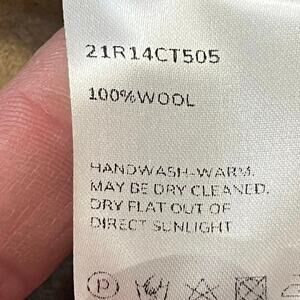 21R14CT505
100%WOOL
HANDWASH-WARM.
MAY BE DRY CLEANED.
DRY FLAT OUT OF
DIRECT SUNLIGHT
P